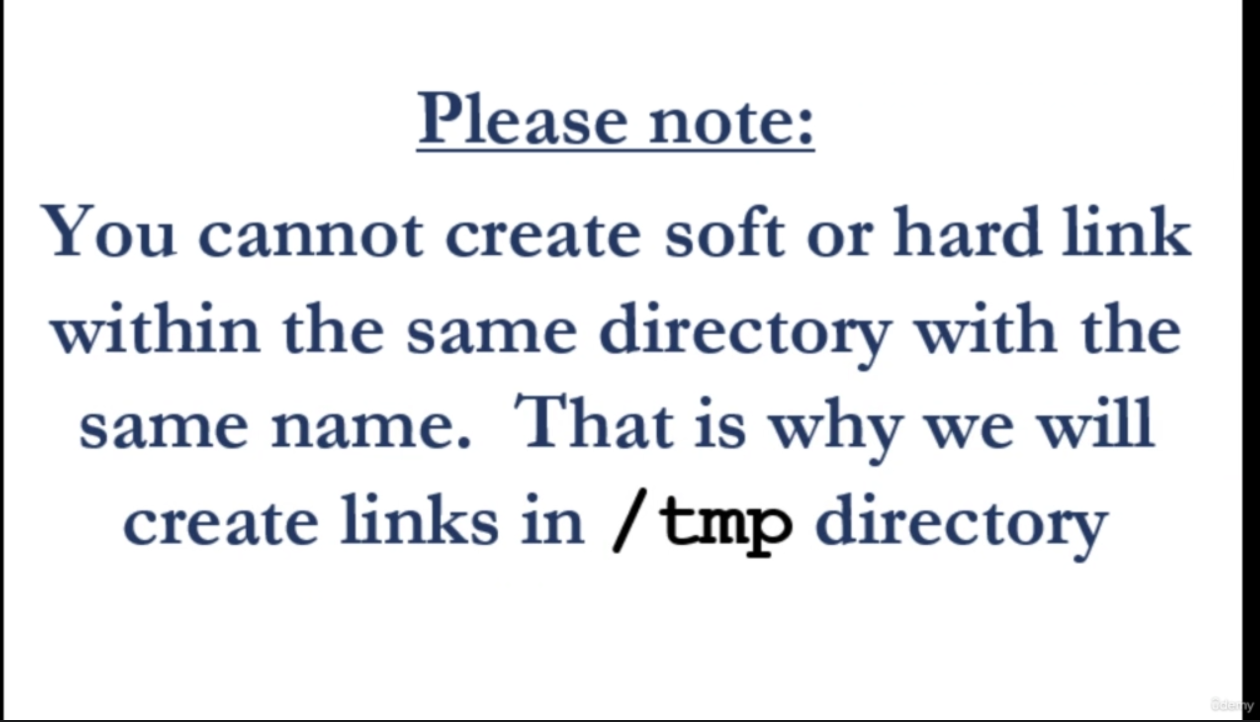 Please note:
You cannot create soft or hard link
within the same directory with the
same name. That is why we will
create links in /tmp directory
ûdemy